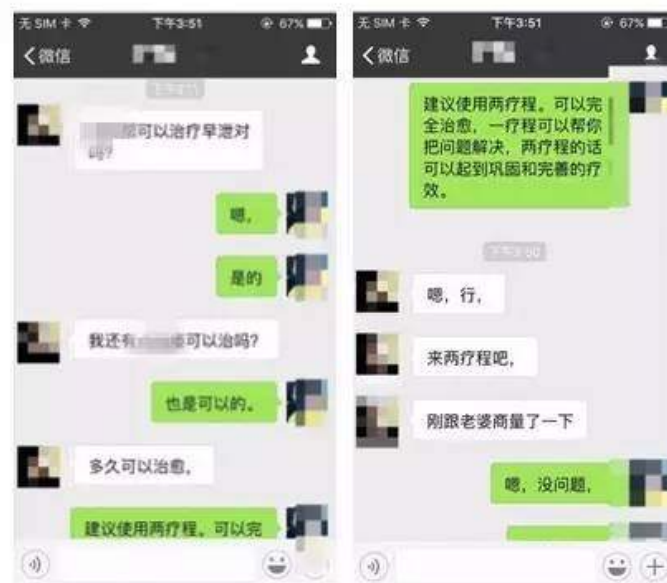 无 SIM 卡
下午3:51
67%
微信
可以治疗早泄对
吗?
嗯,
是的
我还有
可以治吗?
也是可以的。
多久可以治愈,
建议使用两疗程。可以完
无 SIM 卡
下午3:51
67%
微信
建议使用两疗程。可以完
全治愈,一疗程可以帮你
把问题解决,两疗程的话
可以起到巩固和完善的疗
效。
嗯,行,
来两疗程吧,
刚跟老婆商量了一下
嗯,没问题,